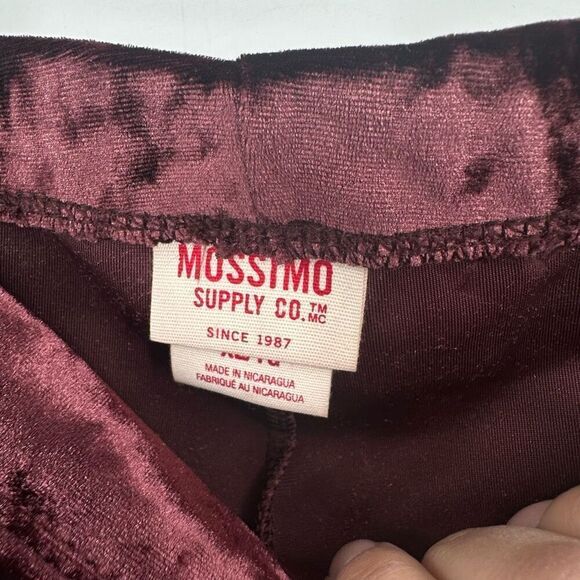 MOSSIMO
SUPPLY CO.™
MC
SINCE 1987
MADE IN NICARAGUA
FABRIQUÉ AU NICARAGUA